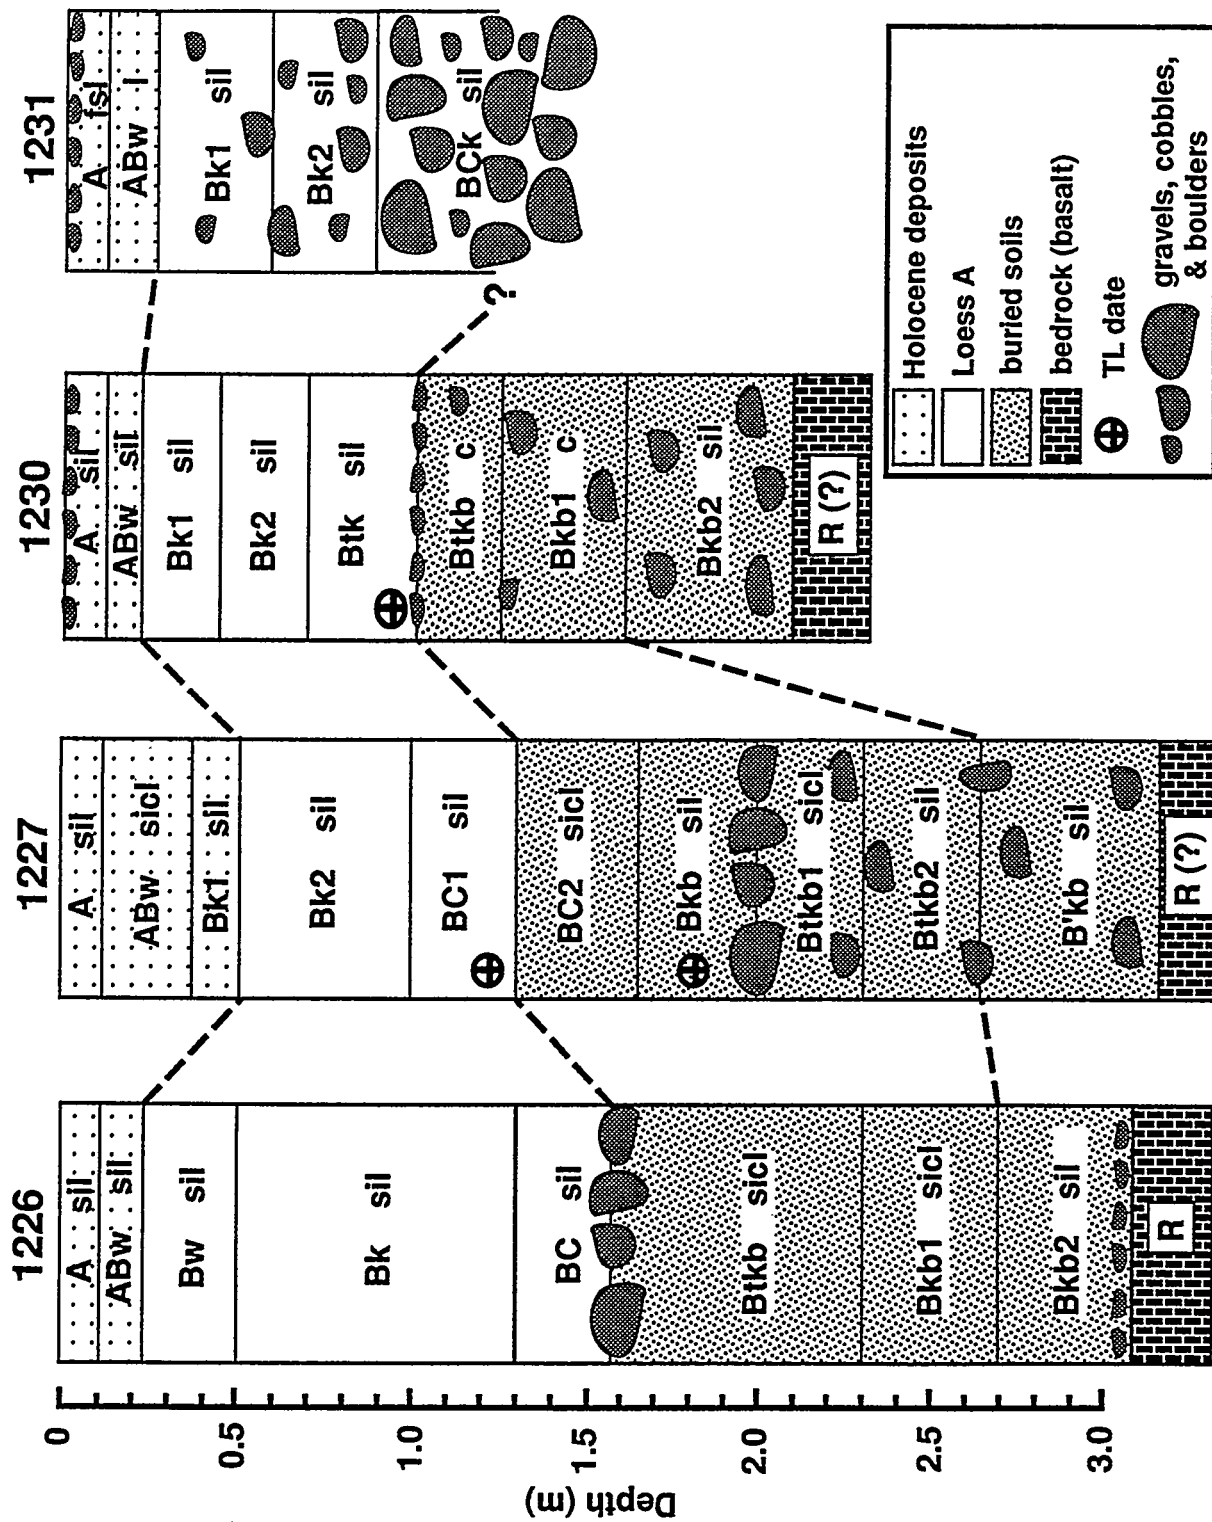 1226
A sil
ABw sil
Bw sil
Bk sil
BC sil
Btkb sicl
Bkb1 sicl
Bkb2 sil
R
1227
A sil
ABw sicl
Bk1 sil
Bk2 sil
BC1 sil
BC2 sicl
Bkb sil
Btkb1 sicl
Btkb2 sil
B'kb sil
R (?)
1230
A sil
ABw sil
Bk1 sil
Bk2 sil
Btk sil
Btkb c
Bkb1 c
Bkb2 sil
R (?)
1231
A fsl
ABw l
Bk1 sil
Bk2 sil
BCk sil
?
0
0.5
1.0
1.5
2.0
2.5
3.0
Depth (m)
Holocene deposits
Loess A
buried soils
bedrock (basalt)
TL date
gravels, cobbles,
& boulders